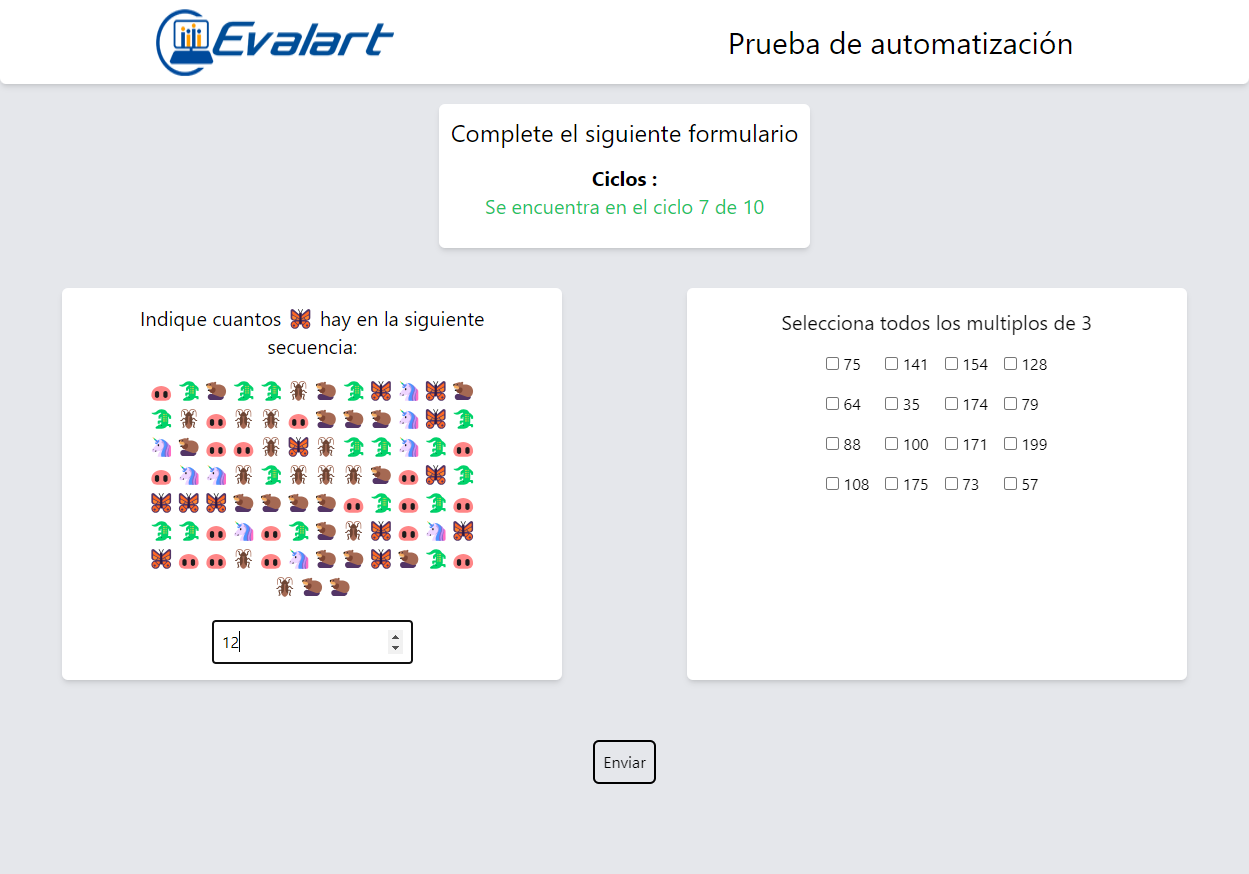 Evalart
Prueba de automatización
Complete el siguiente formulario
Ciclos :
Se encuentra en el ciclo 7 de 10
Indique cuantos 🦋 hay en la siguiente
secuencia:
12
Selecciona todos los multiplos de 3
75 141 154 128
64 35 174 79
88 100 171 199
108 175 73 57
Enviar